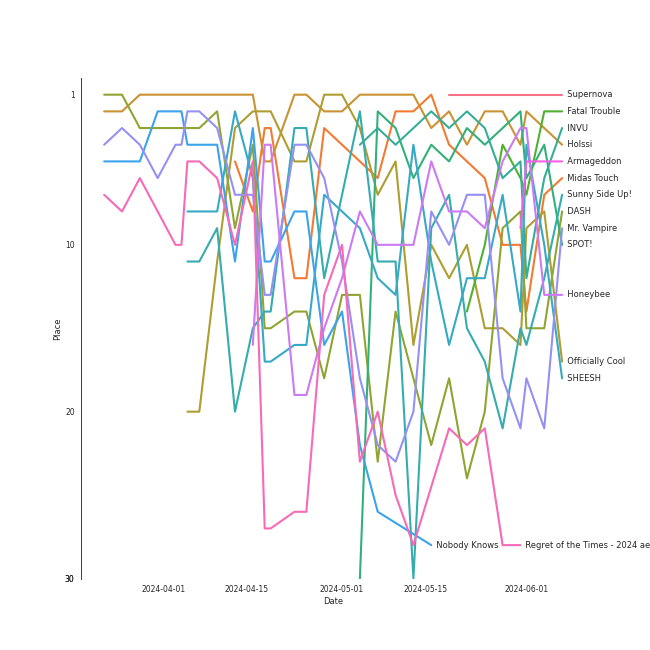 1
10
20
30
Place
2024-04-01
2024-04-15
2024-05-01
2024-05-15
2024-06-01
Date
Supernova
Fatal Trouble
INVU
Holssi
Armageddon
Midas Touch
Sunny Side Up!
DASH
Mr. Vampire
SPOT!
Honeybee
Officially Cool
SHEESH
Nobody Knows
Regret of the Times - 2024 ae